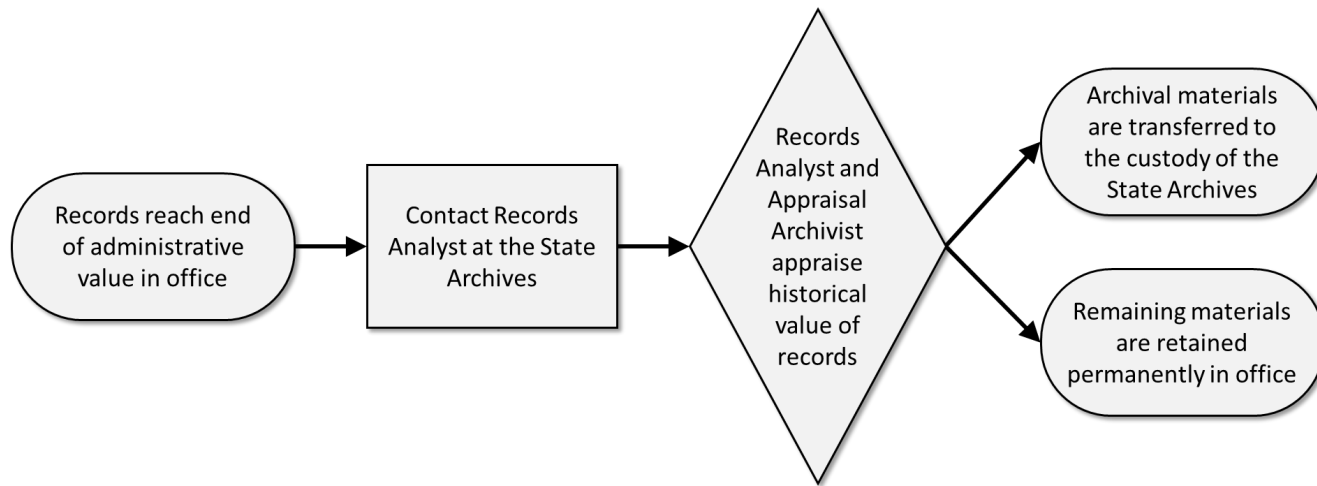 Records reach end
of administrative
value in office
Contact Records
Analyst at the State
Archives
Records
Analyst and
Appraisal
Archivist
appraise
historical
value of
records
Archival materials
are transferred to
the custody of the
State Archives
Remaining materials
are retained
permanently in office